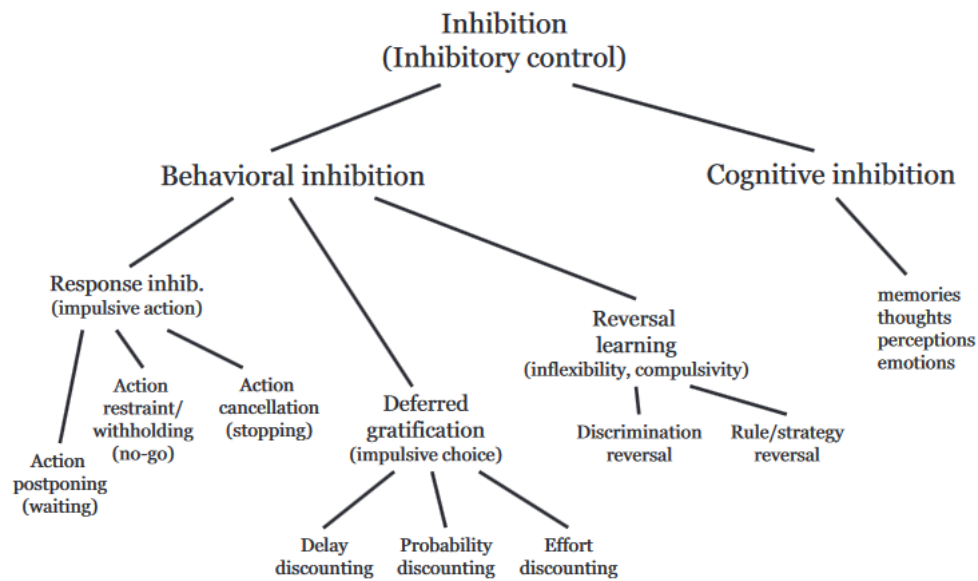 Inhibition
(Inhibitory control)
Behavioral inhibition
Cognitive inhibition
Response inhib.
(impulsive action)
Action
postponing
(waiting)
Action
restraint/
withholding
(no-go)
Action
cancellation
(stopping)
Deferred
gratification
(impulsive choice)
Delay
discounting
Probability
discounting
Effort
discounting
Reversal
learning
(inflexibility, compulsivity)
Discrimination
reversal
Rule/strategy
reversal
memories
thoughts
perceptions
emotions